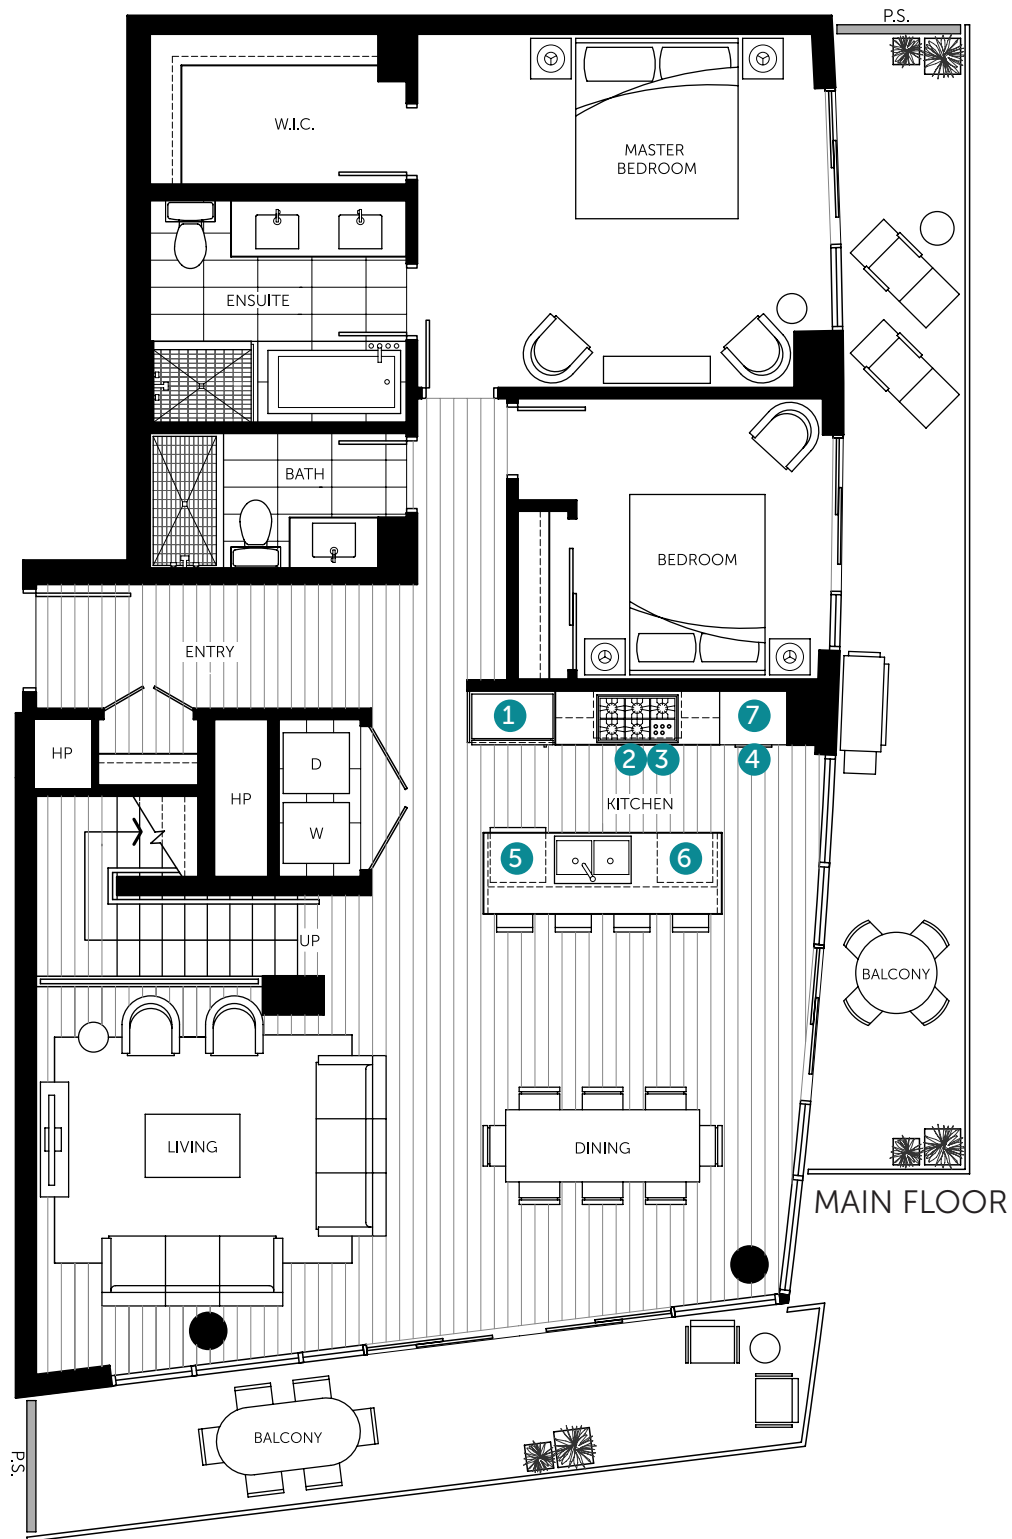 P.S.
W.I.C.
MASTER
BEDROOM
ENSUITE
BATH
BEDROOM
ENTRY
1
7
HP
D
2
3
4
HP
KITCHEN
W
5
6
UP
BALCONY
LIVING
DINING
MAIN FLOOR
BALCONY
P.S.